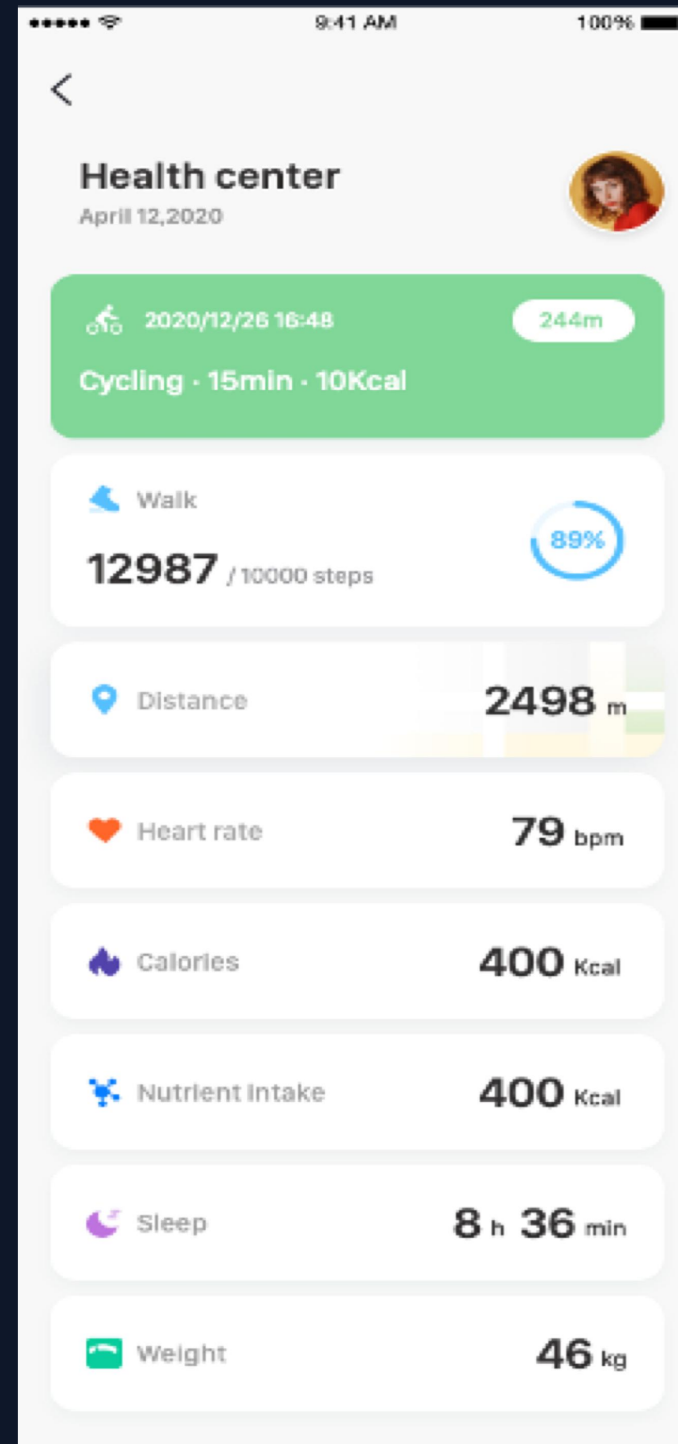 9:41 AM 100%
Health center
April 12,2020
2020/12/26 16:48 244m
Cycling · 15min · 10Kcal
Walk
12987 / 10000 steps 89%
Distance 2498 m
Heart rate 79 bpm
Calories 400 Kcal
Nutrient intake 400 Kcal
Sleep 8 h 36 min
Weight 46 kg